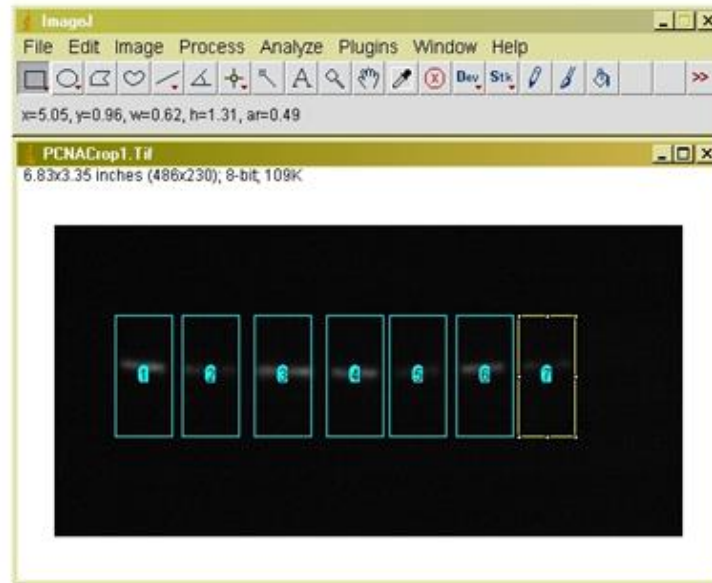 ImageJ
File Edit Image Process Analyze Plugins Window Help
A Dev Stk >>
x=5.05, y=0.96, w=0.62, h=1.31, ar=0.49
PCNACrop1.Tif
6.83x3.35 inches (486x230); 8-bit; 109K
1 2 3 4 5 6 7